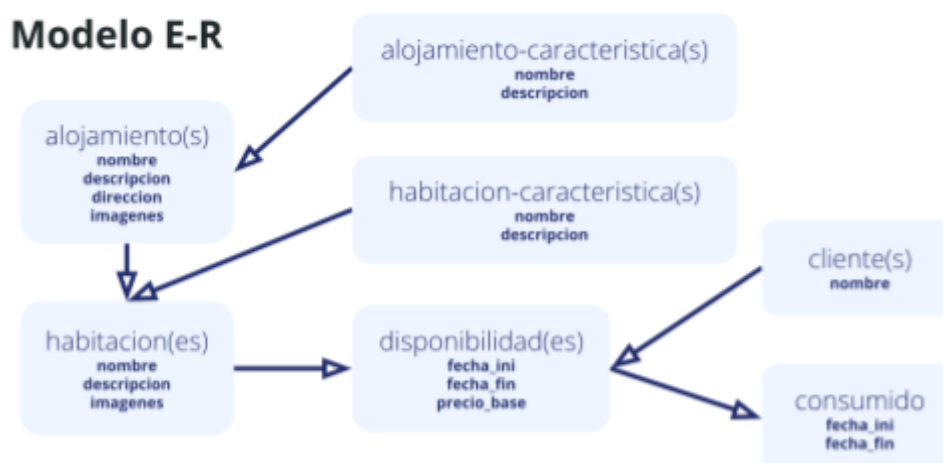 Modelo E-R
alojamiento-caracteristica(s)
nombre
descripcion
alojamiento(s)
nombre
descripcion
direccion
imagenes
habitacion-caracteristica(s)
nombre
descripcion
cliente(s)
nombre
habitacion(es)
nombre
descripcion
imagenes
disponibilidad(es)
fecha_ini
fecha_fin
precio_base
consumido
fecha_ini
fecha_fin